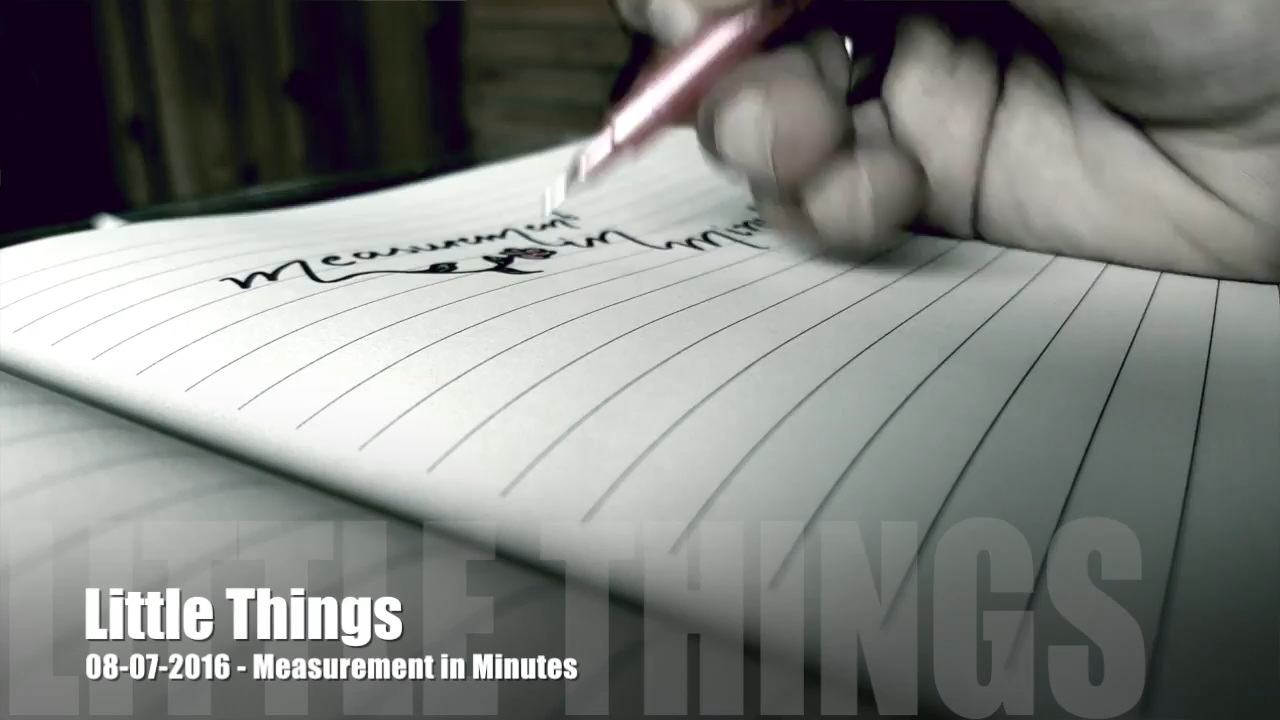 measurement
in
LITTLE THINGS
Little Things
08-07-2016 - Measurement in Minutes